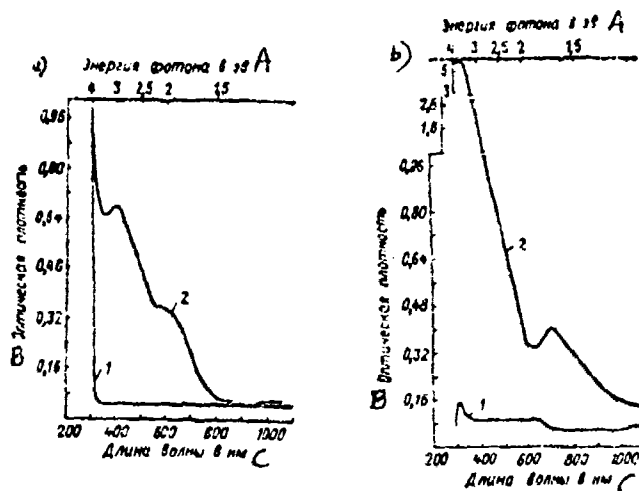 а) Энергия фотона в эв A
4 3 2,5 2 1,5
0,96
0,80
0,64
0,48
0,32
0,16
B Оптическая плотность
1
2
200 400 600 800 1000
Длина волны в нм C
b) Энергия фотона в эв A
4 3 2,5 2 1,5
5
3
2,6
1,6
0,96
0,80
0,64
0,48
0,32
0,16
B Оптическая плотность
2
1
200 400 600 800 1000
Длина волны в нм C